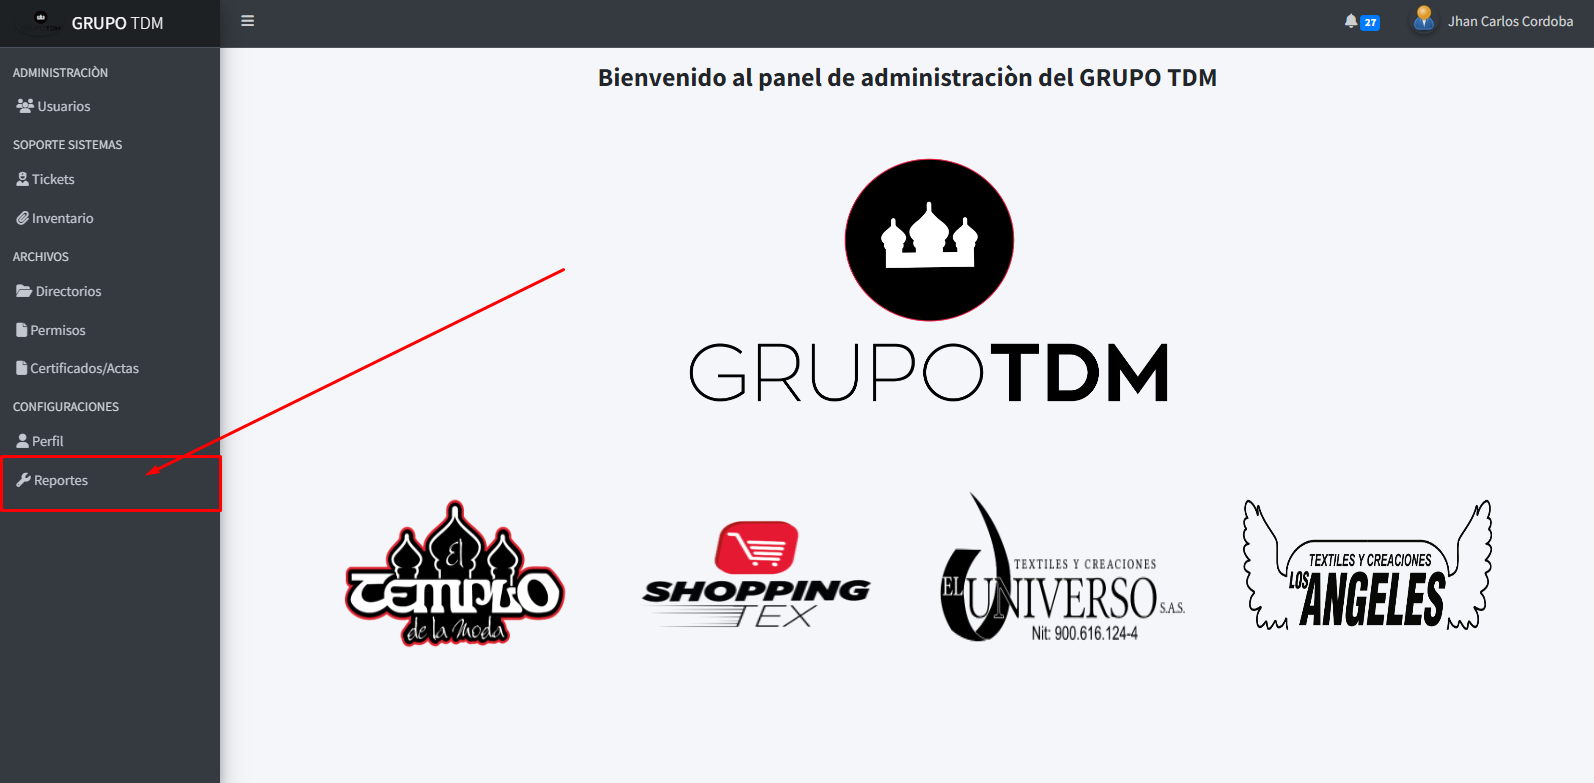 GRUPO TDM
27
Jhan Carlos Cordoba
ADMINISTRACIÒN
Usuarios
SOPORTE SISTEMAS
Tickets
Inventario
ARCHIVOS
Directorios
Permisos
Certificados/Actas
CONFIGURACIONES
Perfil
Reportes
Bienvenido al panel de administraciòn del GRUPO TDM
GRUPOTDM
El
TEMPLO
de la Moda
SHOPPING
TEX
TEXTILES Y CREACIONES
EL UNIVERSO S.A.S.
Nit: 900.616.124-4
TEXTILES Y CREACIONES
LOS ANGELES